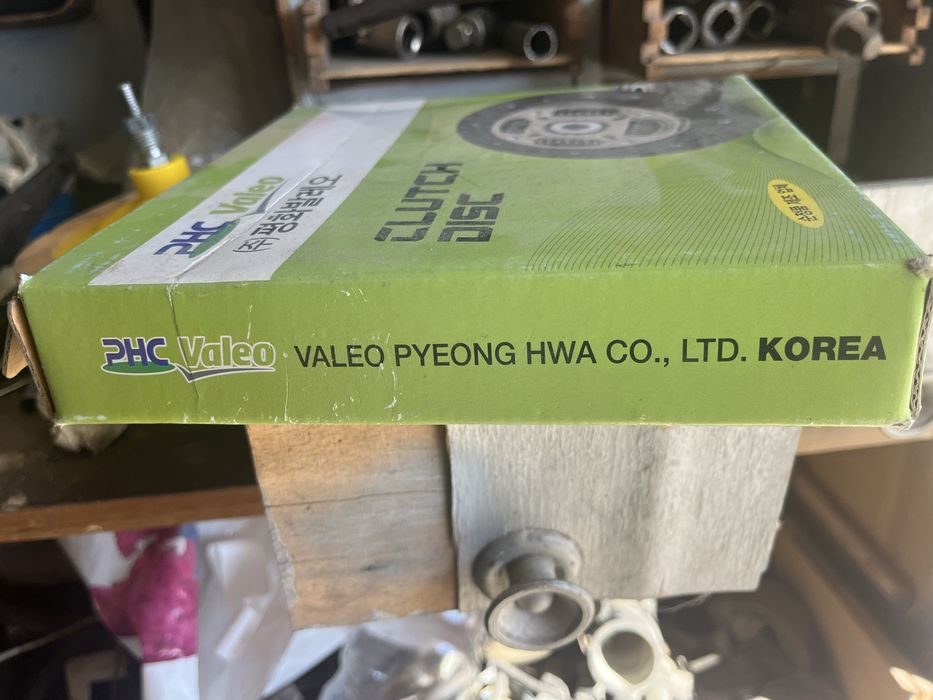 PHC Valeo
(주) 평화발레오
CLUTCH
DISC
PHC Valeo VALEO PYEONG HWA CO., LTD. KOREA